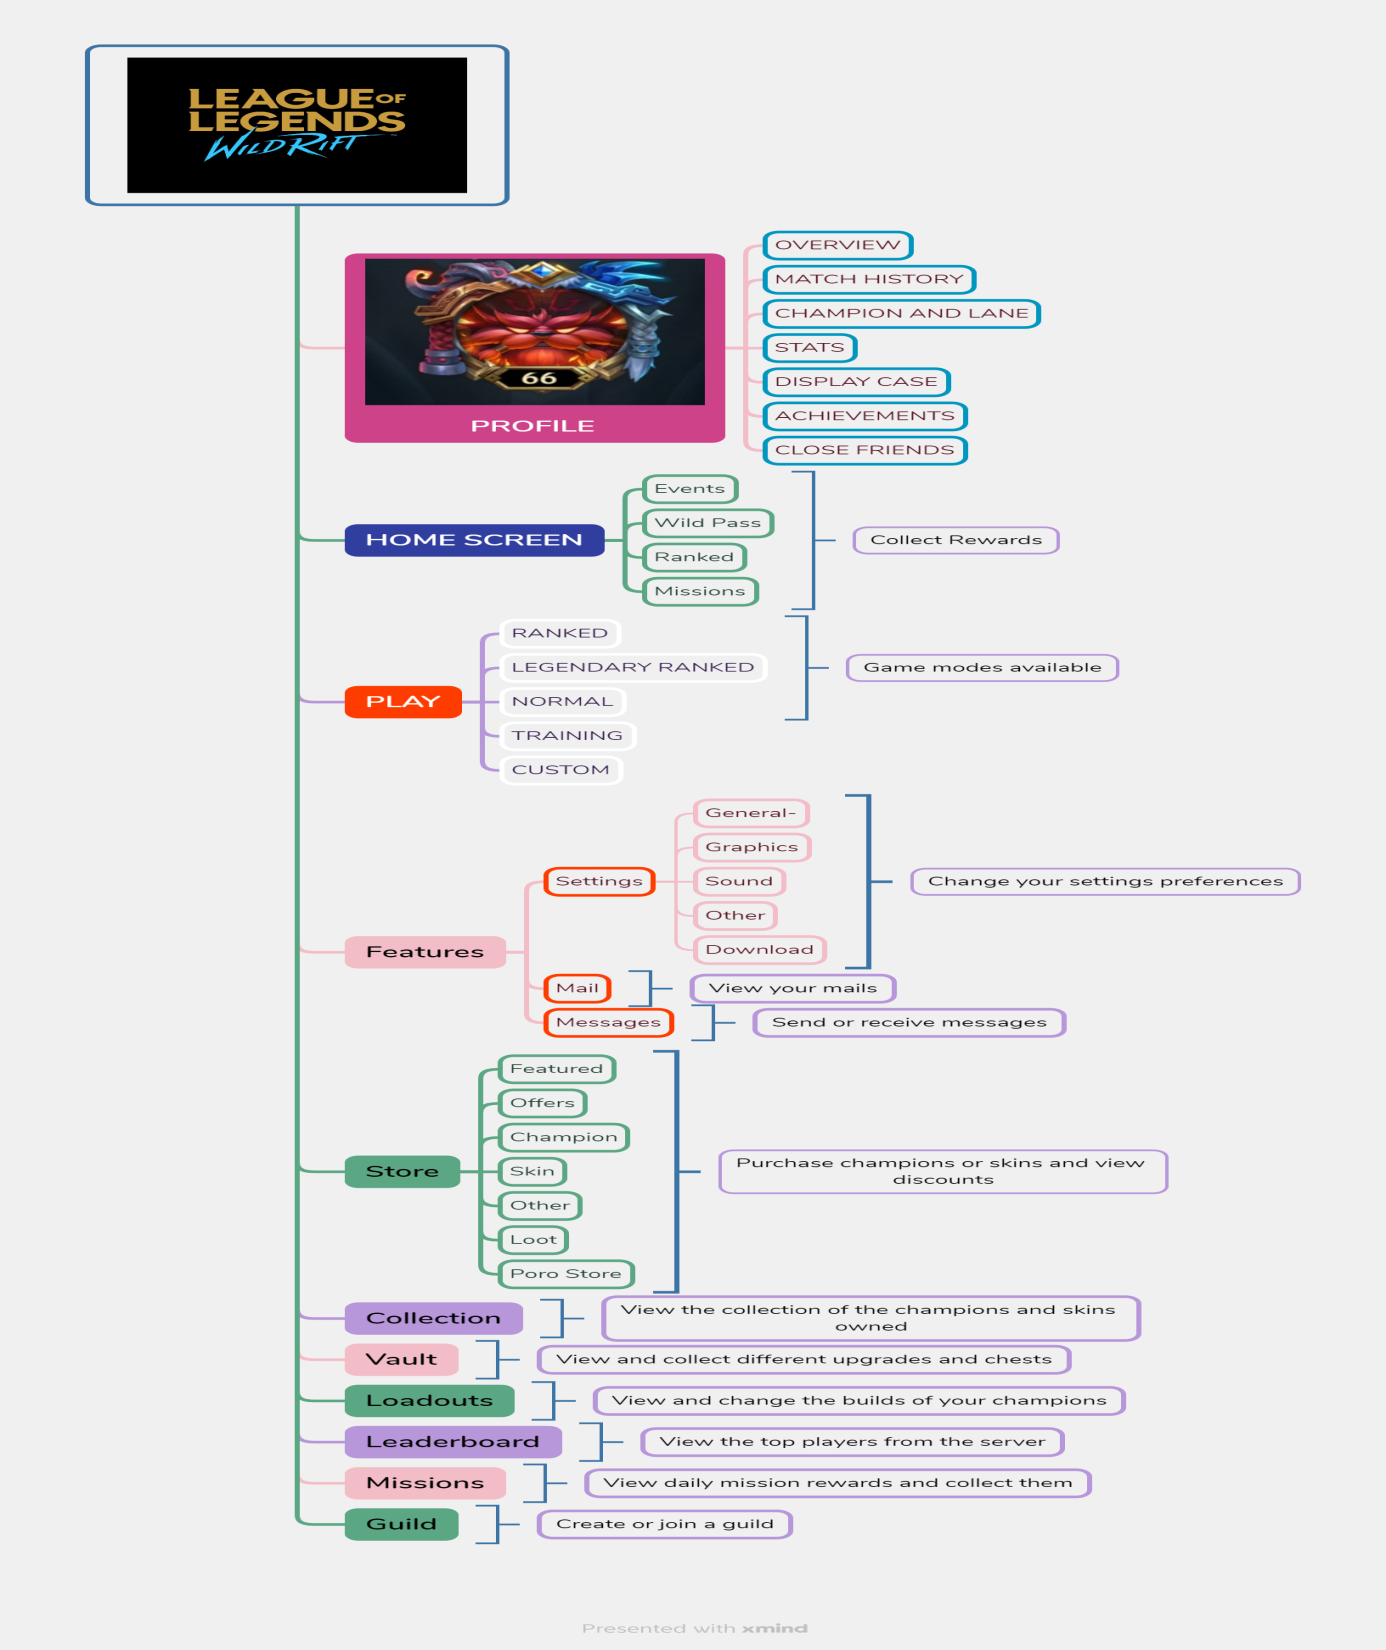 LEAGUE OF
LEGENDS
WILD RIFT
66
PROFILE
OVERVIEW
MATCH HISTORY
CHAMPION AND LANE
STATS
DISPLAY CASE
ACHIEVEMENTS
CLOSE FRIENDS
HOME SCREEN
Events
Wild Pass
Ranked
Missions
Collect Rewards
PLAY
RANKED
LEGENDARY RANKED
NORMAL
TRAINING
CUSTOM
Game modes available
Features
Settings
General-
Graphics
Sound
Other
Download
Change your settings preferences
Mail
View your mails
Messages
Send or receive messages
Store
Featured
Offers
Champion
Skin
Other
Loot
Poro Store
Purchase champions or skins and view
discounts
Collection
View the collection of the champions and skins
owned
Vault
View and collect different upgrades and chests
Loadouts
View and change the builds of your champions
Leaderboard
View the top players from the server
Missions
View daily mission rewards and collect them
Guild
Create or join a guild
Presented with xmind